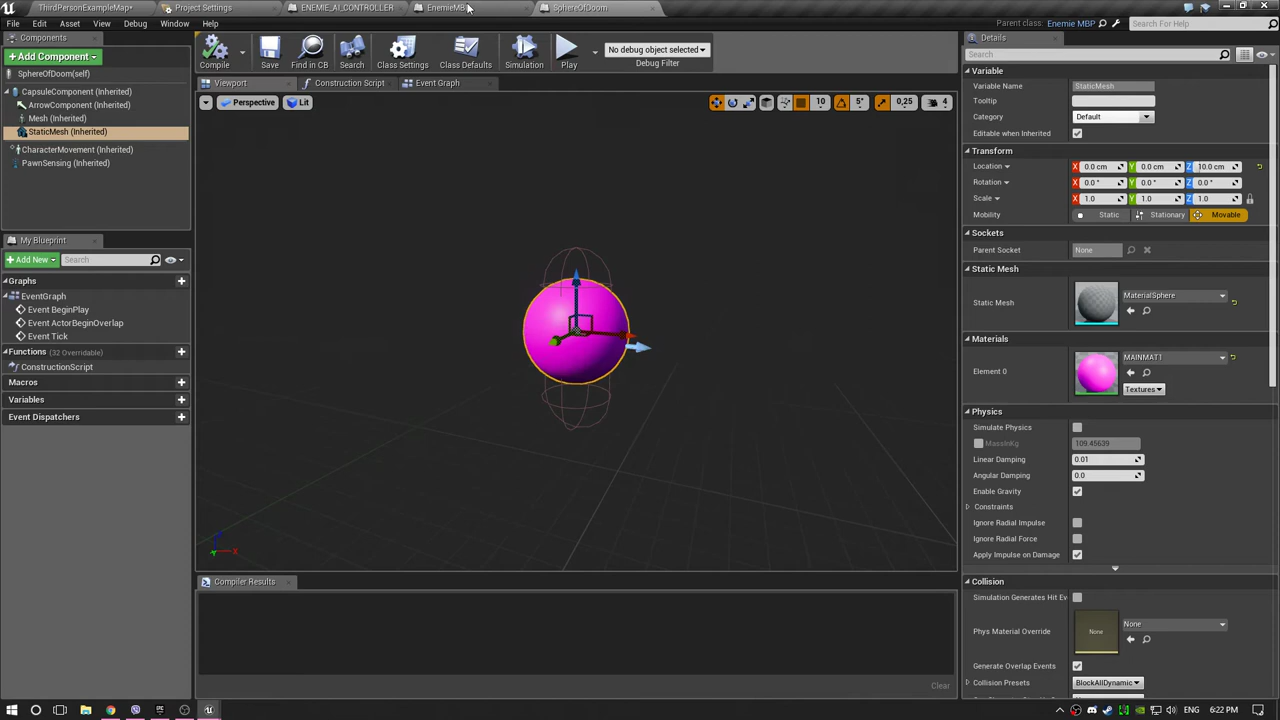 ThirdPersonExampleMap*
Project Settings
ENEMIE_AI_CONTROLLER
EnemieMB
SphereOfDoom
File
Edit
Asset
View
Debug
Window
Help
Parent class: Enemie MBP
Search For Help
Components
Add Component
SphereOfDoom(self)
CapsuleComponent (Inherited)
ArrowComponent (Inherited)
Mesh (Inherited)
StaticMesh (Inherited)
CharacterMovement (Inherited)
PawnSensing (Inherited)
Compile
Save
Find in CB
Search
Class Settings
Class Defaults
Simulation
Play
No debug object selected
Debug Filter
Viewport
Construction Script
Event Graph
Perspective
Lit
10
5°
0,25
4
My Blueprint
Add New
Search
Graphs
EventGraph
Event BeginPlay
Event ActorBeginOverlap
Event Tick
Functions (32 Overridable)
ConstructionScript
Macros
Variables
Event Dispatchers
Z
X
Compiler Results
Clear
Details
Search
Variable
Variable Name
StaticMesh
Tooltip
Category
Default
Editable when Inherited
Transform
Location
X 0.0 cm Y 0.0 cm Z 10.0 cm
Rotation
X 0.0 ° Y 0.0 ° Z 0.0 °
Scale
X 1.0 Y 1.0 Z 1.0
Mobility
Static
Stationary
Movable
Sockets
Parent Socket
None
Static Mesh
Static Mesh
MaterialSphere
Materials
Element 0
MAINMAT1
Textures
Physics
Simulate Physics
MassInKg
109.45639
Linear Damping
0.01
Angular Damping
0.0
Enable Gravity
Constraints
Ignore Radial Impulse
Ignore Radial Force
Apply Impulse on Damage
Collision
Simulation Generates Hit Ev
Phys Material Override
None
None
Generate Overlap Events
Collision Presets
BlockAllDynamic
ENG
6:22 PM